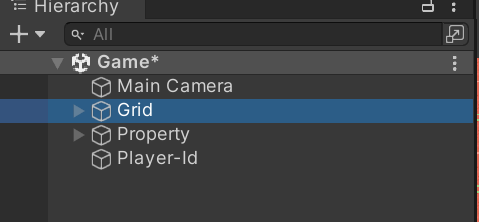 Hierarchy
All
Game*
Main Camera
Grid
Property
Player-Id